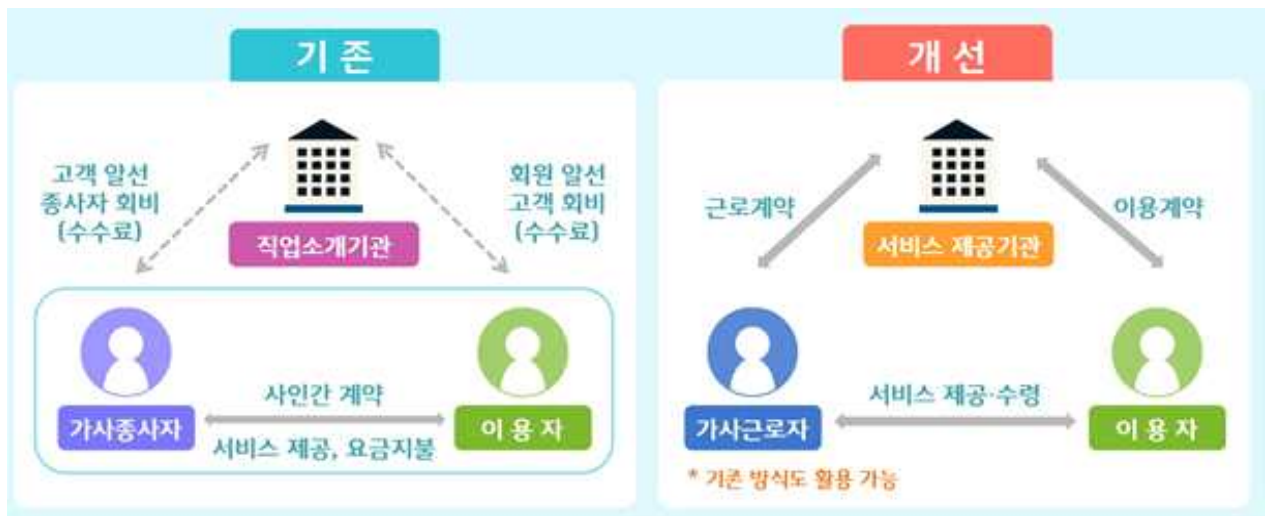 기존
고객 알선
종사자 회비
(수수료)
회원 알선
고객 회비
(수수료)
직업소개기관
사인간 계약
가사종사자
이용자
서비스 제공, 요금지불
개선
근로계약
이용계약
서비스 제공기관
서비스 제공·수령
가사근로자
이용자
* 기존 방식도 활용 가능